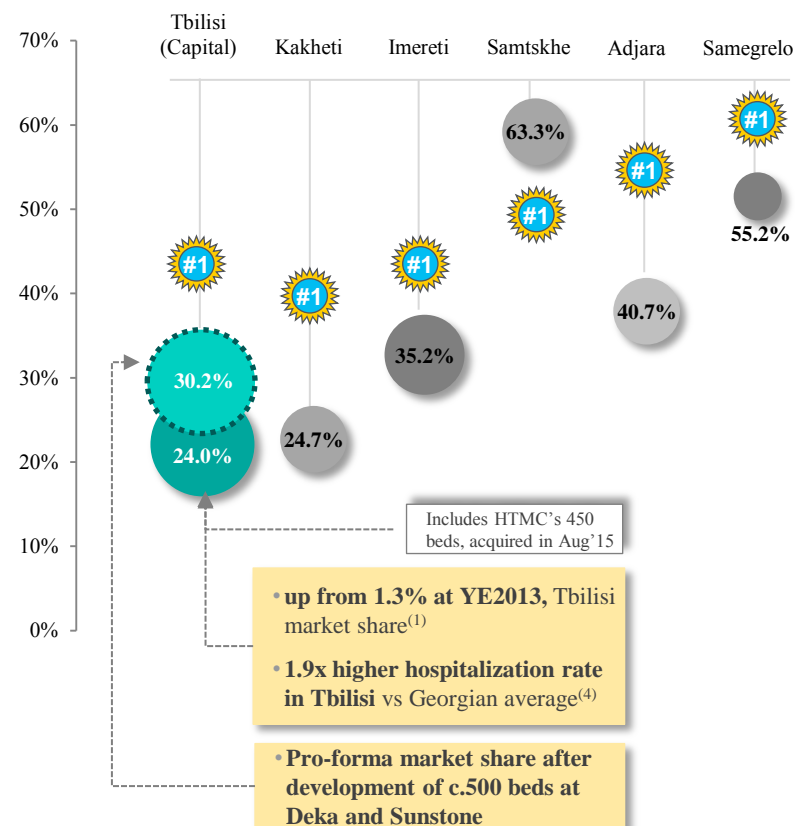 Tbilisi
(Capital)
Kakheti
Imereti
Samtskhe
Adjara
Samegrelo
70%
60%
50%
40%
30%
20%
10%
0%
#1
#1
#1
#1
#1
#1
63.3%
55.2%
40.7%
35.2%
30.2%
24.0%
24.7%
Includes HTMC's 450
beds, acquired in Aug'15
• up from 1.3% at YE2013, Tbilisi
market share(1)
• 1.9x higher hospitalization rate
in Tbilisi vs Georgian average(4)
• Pro-forma market share after
development of c.500 beds at
Deka and Sunstone